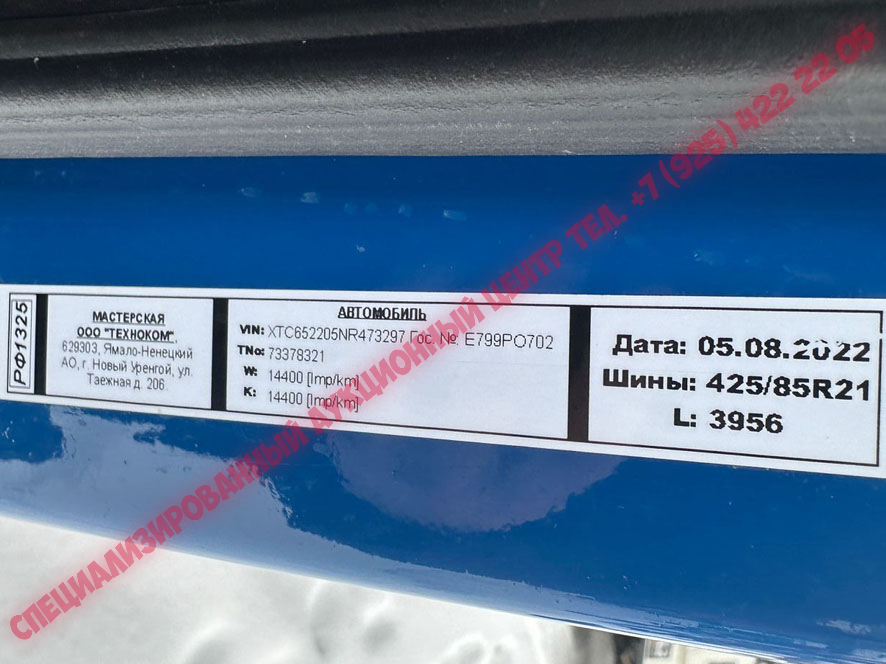 РФ1325
МАСТЕРСКАЯ
ООО "ТЕХНОКОМ",
629303, Ямало-Ненецкий
АО, г. Новый Уренгой, ул.
Таежная д. 206
АВТОМОБИЛЬ
VIN: XTC652205NR473297 Гос. №: E799PO702
TNo: 73378321
W: 14400 [Imp/km]
K: 14400 [Imp/km]
Дата: 05.08.2022
Шины: 425/85R21
L: 3956
СПЕЦИАЛИЗИРОВАННЫЙ АУКЦИОННЫЙ ЦЕНТР ТЕЛ. +7 (925) 422 22 05